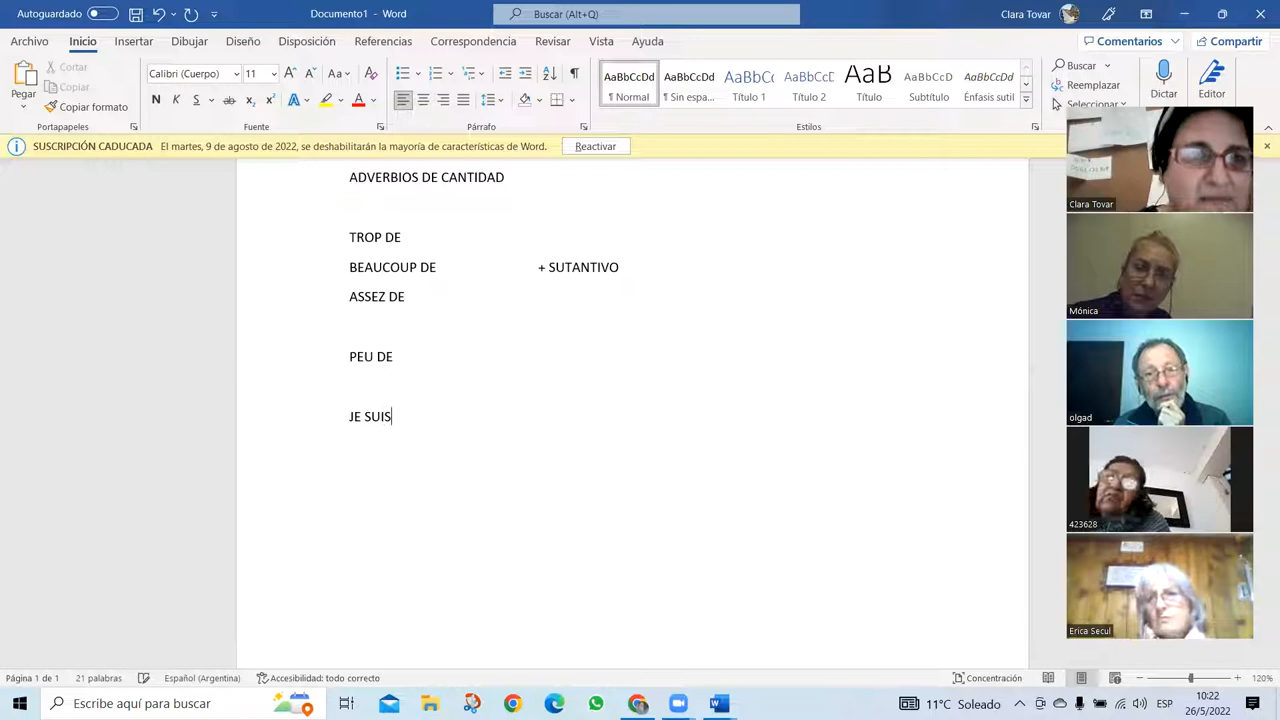 Autoguardado
Documento1 - Word
Buscar (Alt+Q)
Clara Tovar
Archivo
Inicio
Insertar
Dibujar
Diseño
Disposición
Referencias
Correspondencia
Revisar
Vista
Ayuda
Comentarios
Compartir
Pegar
Cortar
Copiar
Copiar formato
Calibri (Cuerpo)
11
Aa
N K S ab x₂ x²
AaBbCcDd
¶ Normal
AaBbCcDd
¶ Sin espa...
AaBbCc
Título 1
AaBbCcD
Título 2
AaB
Título
AaBbCcD
Subtítulo
AaBbCcDd
Énfasis sutil
Buscar
Reemplazar
Seleccionar
Dictar
Editor
Portapapeles
Fuente
Párrafo
Estilos
SUSCRIPCIÓN CADUCADA El martes, 9 de agosto de 2022, se deshabilitarán la mayoría de características de Word.
Reactivar
ADVERBIOS DE CANTIDAD
TROP DE
BEAUCOUP DE + SUTANTIVO
ASSEZ DE
PEU DE
JE SUIS
Clara Tovar
Mónica
olgad
423628
Erica Secul
Página 1 de 1
21 palabras
Español (Argentina)
Accesibilidad: todo correcto
Concentración
120%
Escribe aquí para buscar
11°C Soleado
ESP
10:22
26/5/2022